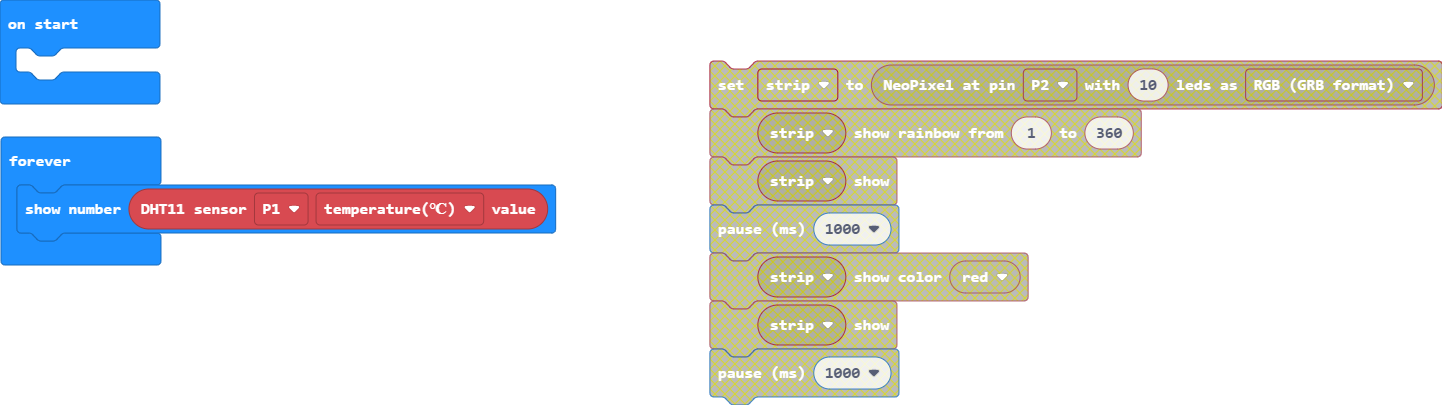 on start
forever
show number DHT11 sensor P1 temperature(℃) value
set strip to NeoPixel at pin P2 with 10 leds as RGB (GRB format)
strip show rainbow from 1 to 360
strip show
pause (ms) 1000
strip show color red
strip show
pause (ms) 1000